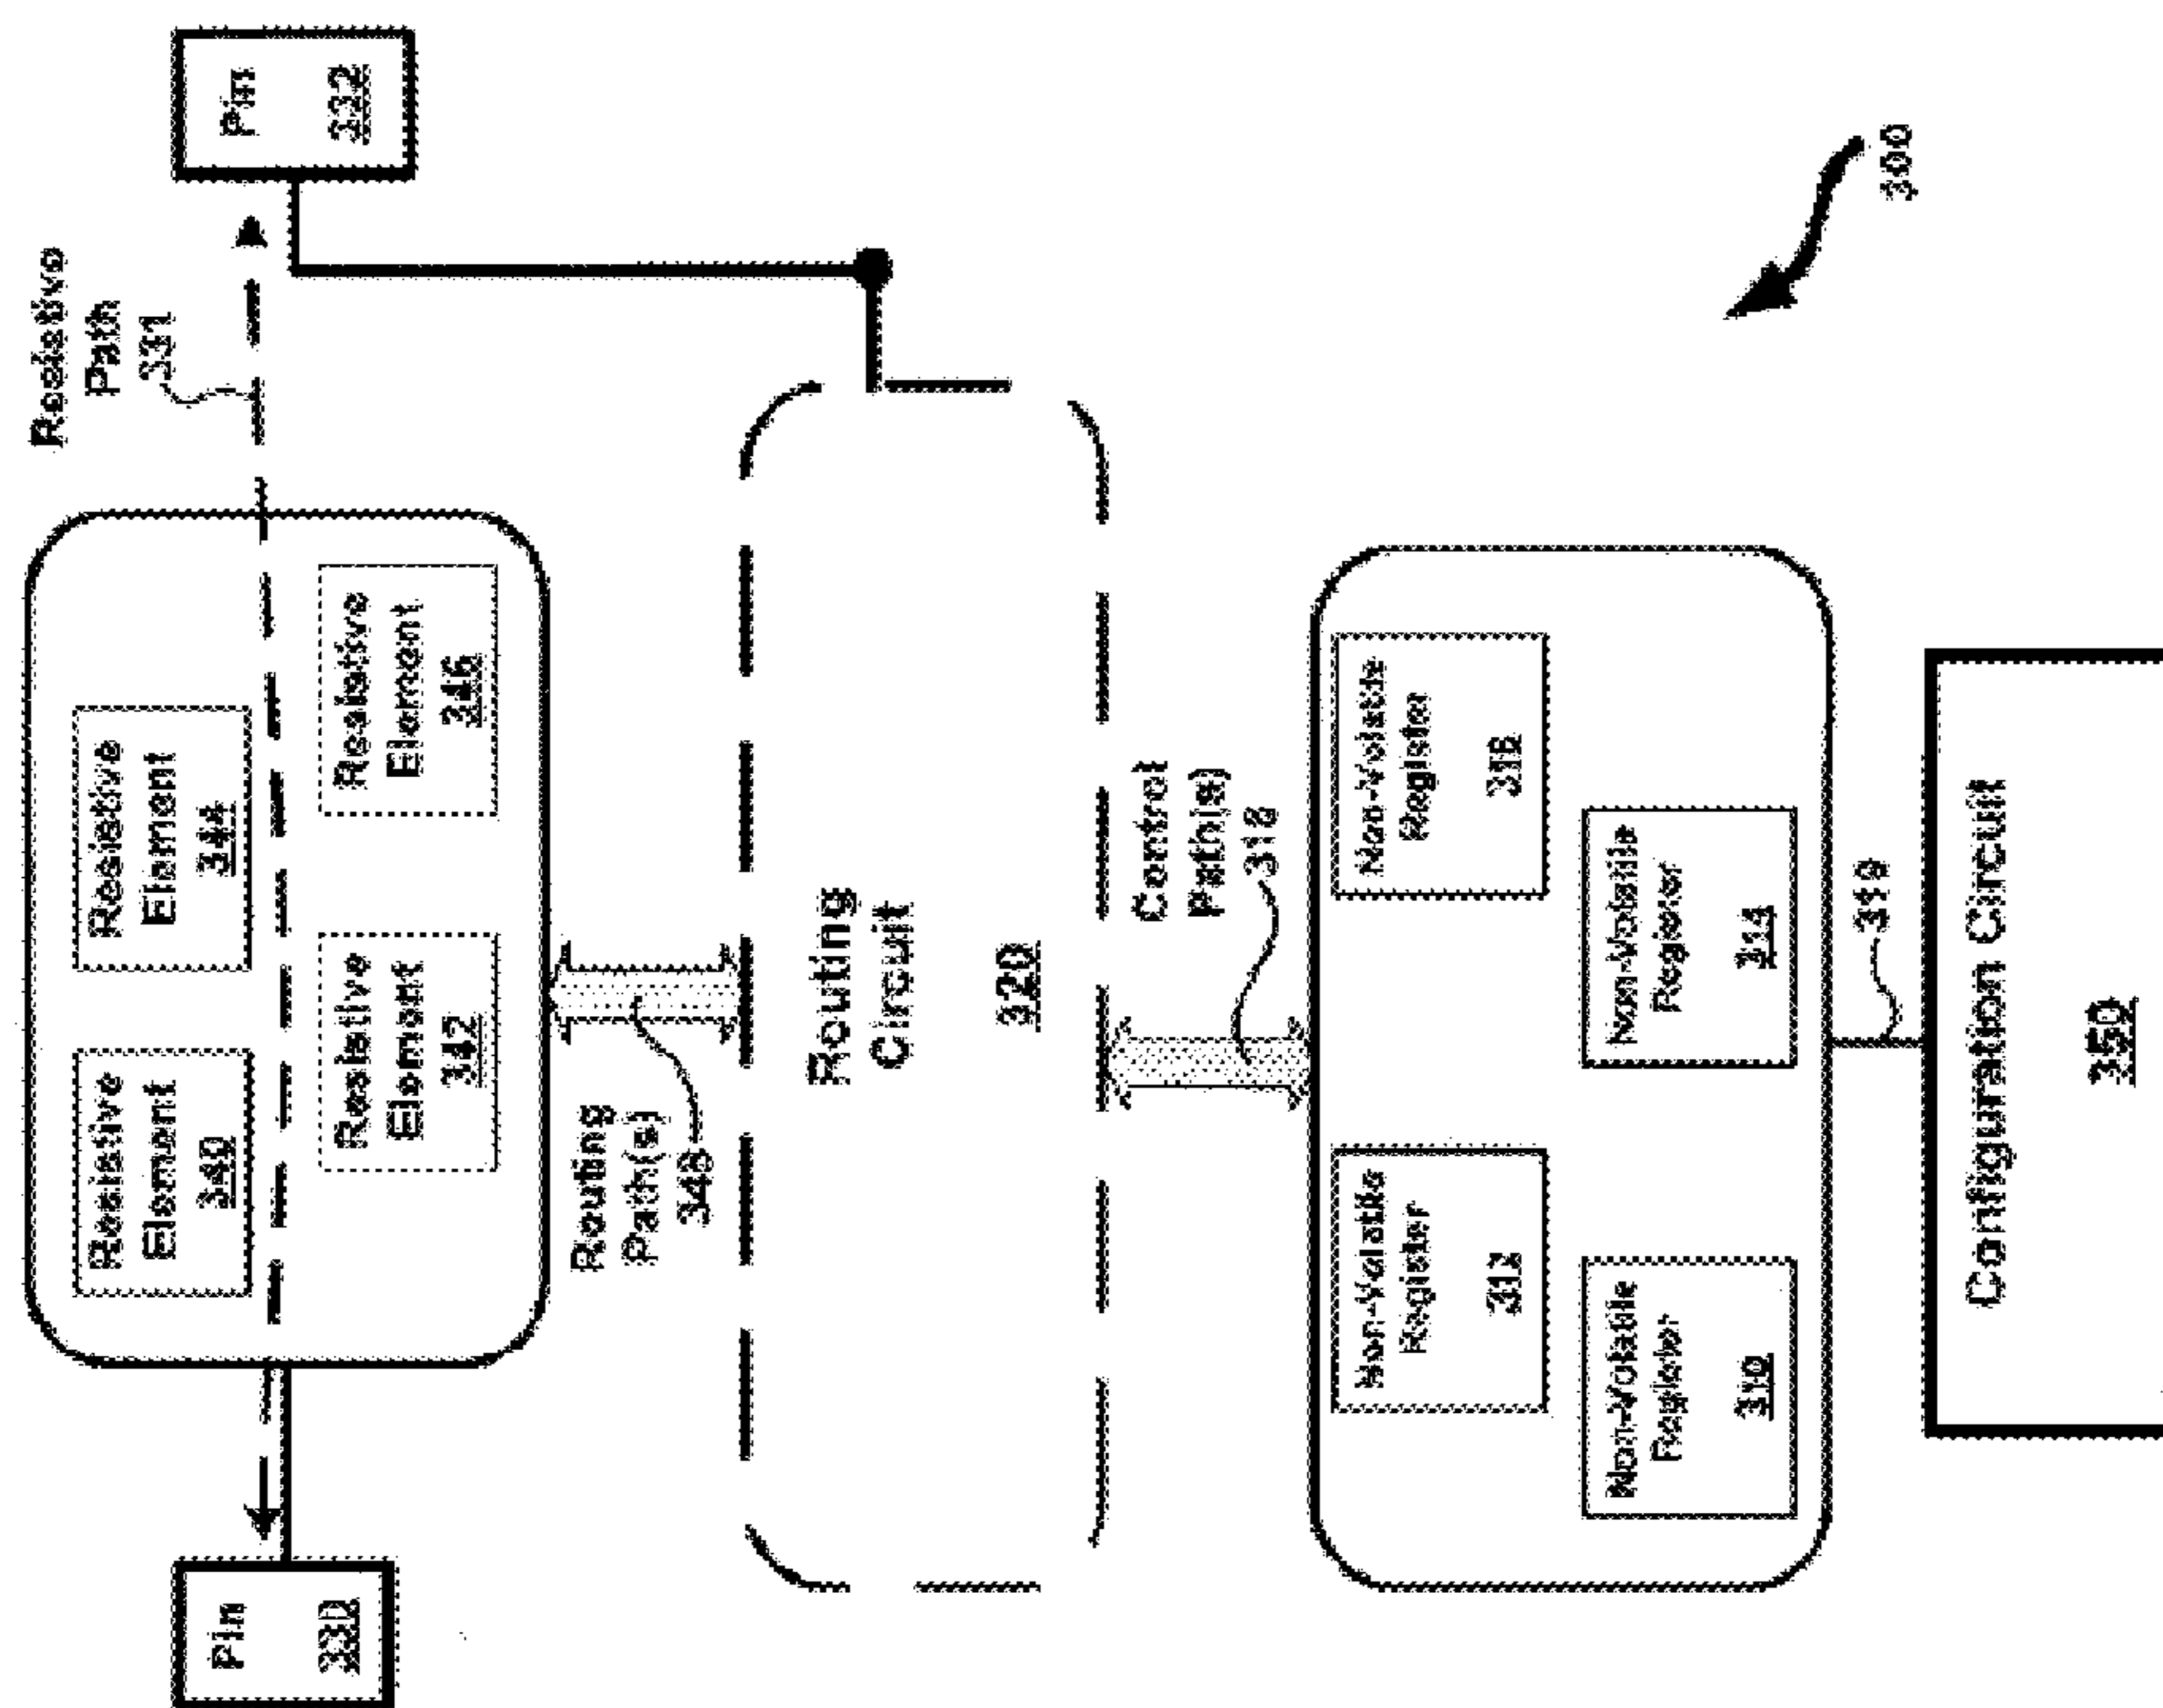 Resistive
Path
331
Pin
330
Pin
332
Resistive
Element
340
Resistive
Element
344
Resistive
Element
342
Resistive
Element
346
Routing
Path(s)
348
Routing
Circuit
320
Control
Path(s)
318
Non-Volatile
Register
312
Non-Volatile
Register
316
Non-Volatile
Register
310
Non-Volatile
Register
314
319
Configuration Circuit
350
300